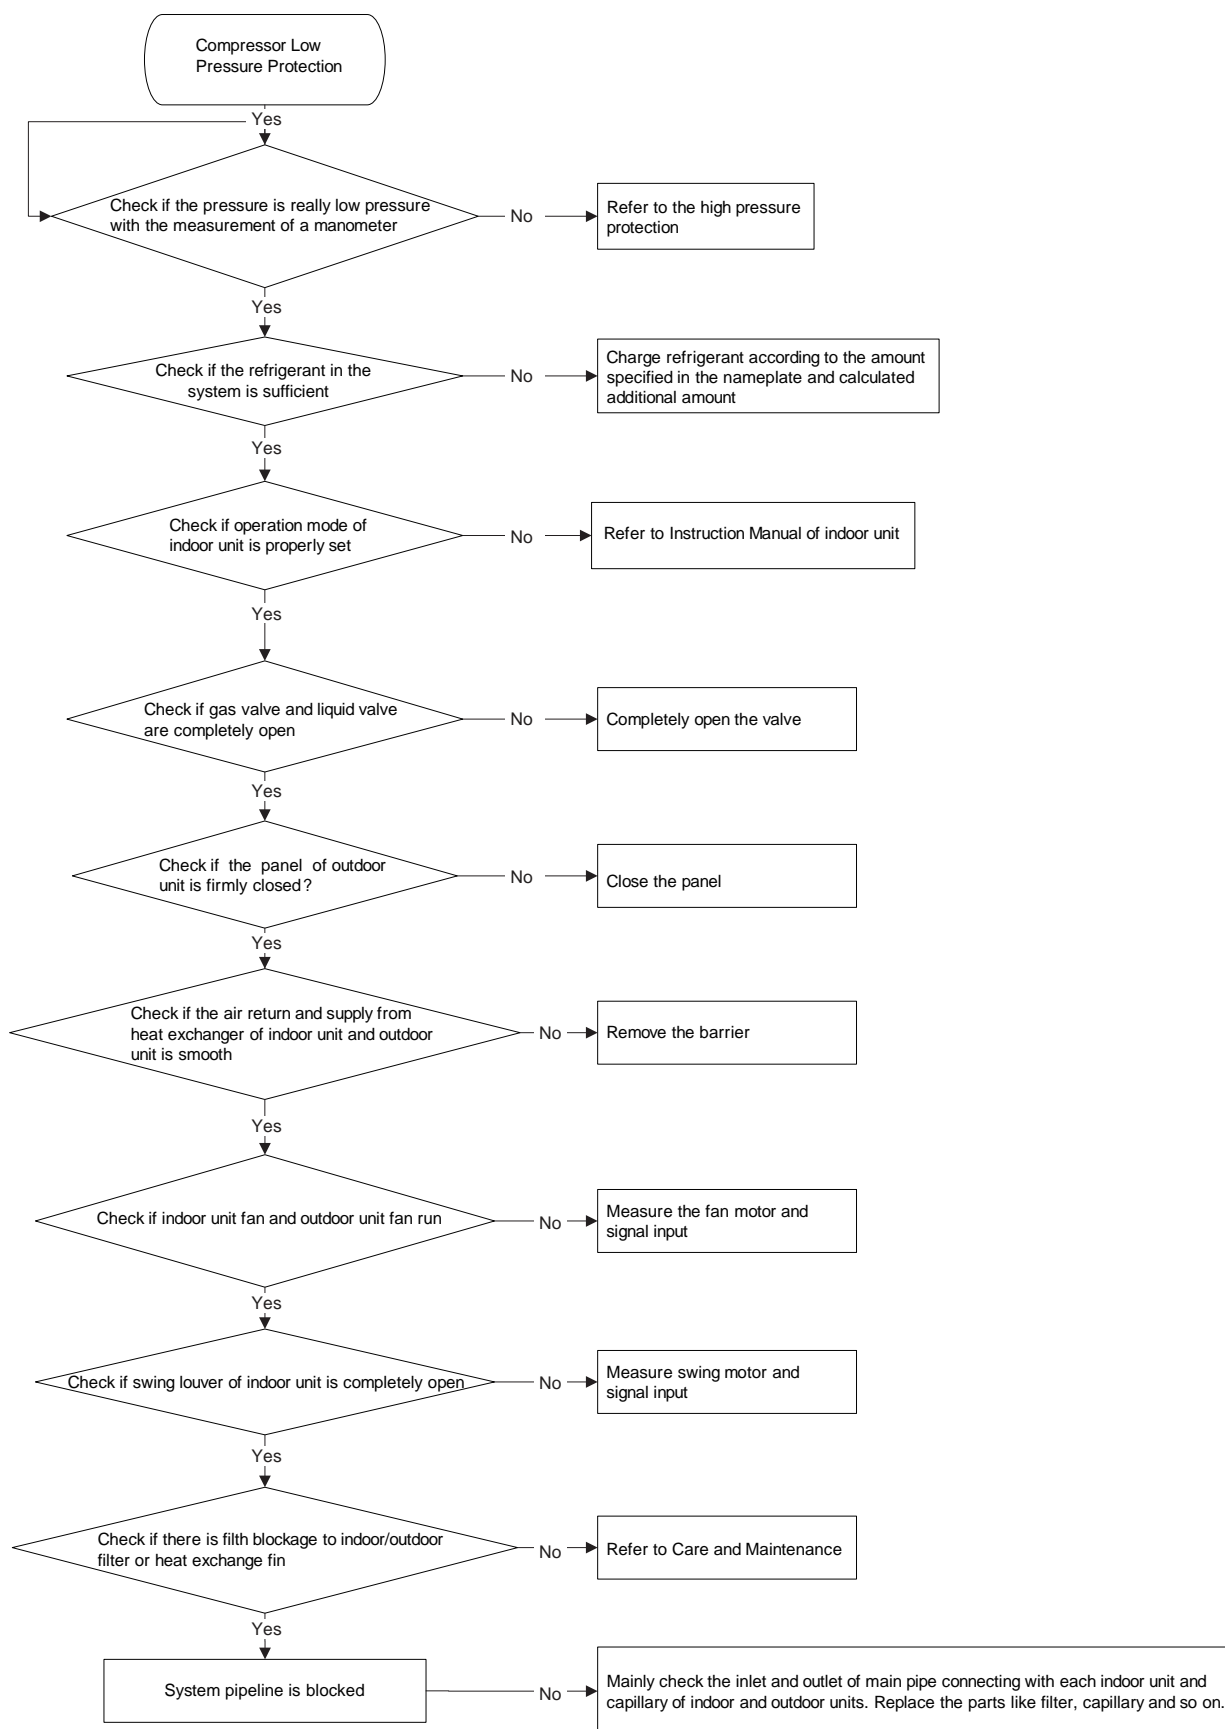 Compressor Low
Pressure Protection
Yes
Check if the pressure is really low pressure
with the measurement of a manometer
No
Refer to the high pressure
protection
Yes
Check if the refrigerant in the
system is sufficient
No
Charge refrigerant according to the amount
specified in the nameplate and calculated
additional amount
Yes
Check if operation mode of
indoor unit is properly set
No
Refer to Instruction Manual of indoor unit
Yes
Check if gas valve and liquid valve
are completely open
No
Completely open the valve
Yes
Check if the panel of outdoor
unit is firmly closed?
No
Close the panel
Yes
Check if the air return and supply from
heat exchanger of indoor unit and outdoor
unit is smooth
No
Remove the barrier
Yes
Check if indoor unit fan and outdoor unit fan run
No
Measure the fan motor and
signal input
Yes
Check if swing louver of indoor unit is completely open
No
Measure swing motor and
signal input
Yes
Check if there is filth blockage to indoor/outdoor
filter or heat exchange fin
No
Refer to Care and Maintenance
Yes
System pipeline is blocked
No
Mainly check the inlet and outlet of main pipe connecting with each indoor unit and
capillary of indoor and outdoor units. Replace the parts like filter, capillary and so on.